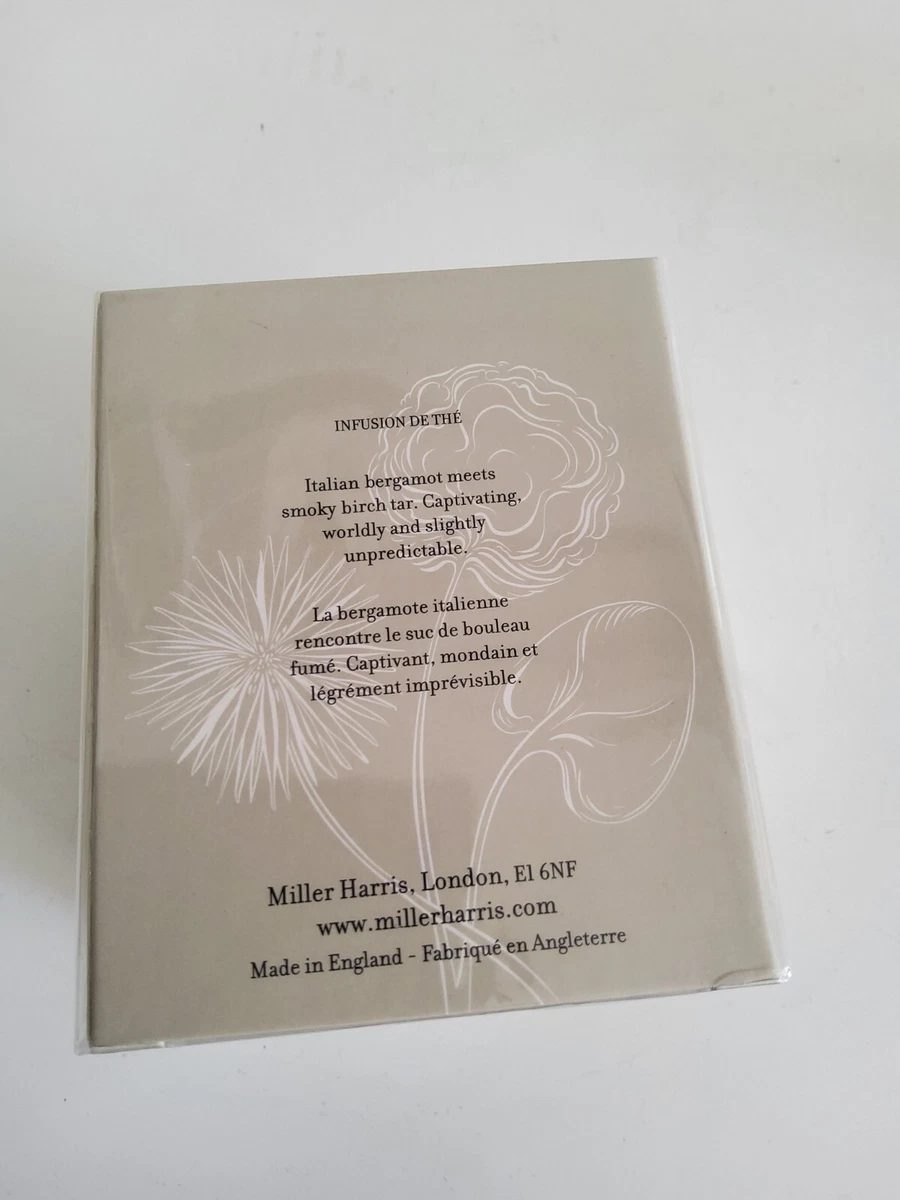 INFUSION DE THÉ
Italian bergamot meets
smoky birch tar. Captivating,
worldly and slightly
unpredictable.
La bergamote italienne
rencontre le suc de bouleau
fumé. Captivant, mondain et
légrément imprévisible.
Miller Harris, London, E1 6NF
www.millerharris.com
Made in England - Fabriqué en Angleterre